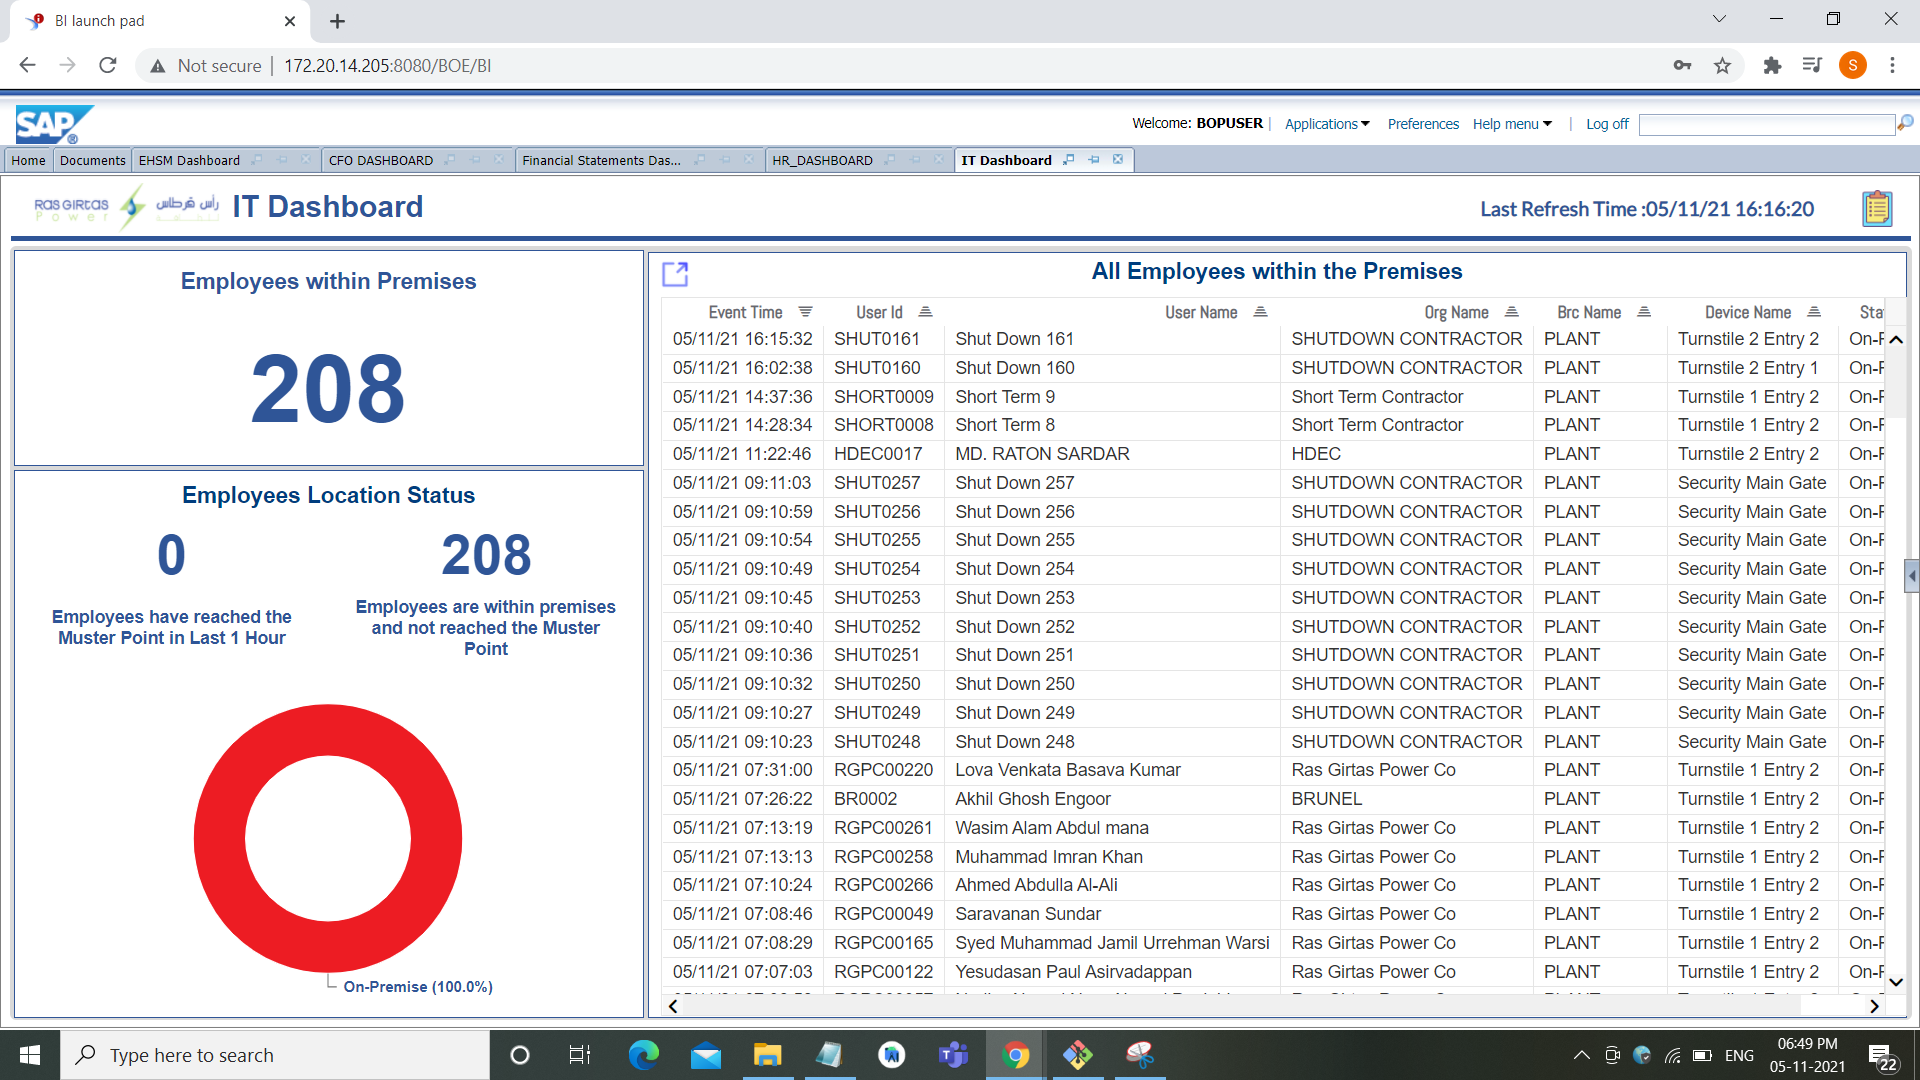 BI launch pad
Not secure
172.20.14.205:8080/BOE/BI
S
SAP
Welcome: BOPUSER
Applications
Preferences
Help menu
Log off
Home
Documents
EHSM Dashboard
CFO DASHBOARD
Financial Statements Das...
HR_DASHBOARD
IT Dashboard
RAS GIRTAS
Power
رأس قرطاس
IT Dashboard
Last Refresh Time :05/11/21 16:16:20
Employees within Premises
208
Employees Location Status
0
Employees have reached the
Muster Point in Last 1 Hour
208
Employees are within premises
and not reached the Muster
Point
On-Premise (100.0%)
All Employees within the Premises
Event Time User Id User Name Org Name Brc Name Device Name
05/11/21 16:15:32 SHUT0161 Shut Down 161 SHUTDOWN CONTRACTOR PLANT Turnstile 2 Entry 2
05/11/21 16:02:38 SHUT0160 Shut Down 160 SHUTDOWN CONTRACTOR PLANT Turnstile 2 Entry 1
05/11/21 14:37:36 SHORT0009 Short Term 9 Short Term Contractor PLANT Turnstile 1 Entry 2
05/11/21 14:28:34 SHORT0008 Short Term 8 Short Term Contractor PLANT Turnstile 1 Entry 2
05/11/21 11:22:46 HDEC0017 MD. RATON SARDAR HDEC PLANT Turnstile 2 Entry 2
05/11/21 09:11:03 SHUT0257 Shut Down 257 SHUTDOWN CONTRACTOR PLANT Security Main Gate
05/11/21 09:10:59 SHUT0256 Shut Down 256 SHUTDOWN CONTRACTOR PLANT Security Main Gate
05/11/21 09:10:54 SHUT0255 Shut Down 255 SHUTDOWN CONTRACTOR PLANT Security Main Gate
05/11/21 09:10:49 SHUT0254 Shut Down 254 SHUTDOWN CONTRACTOR PLANT Security Main Gate
05/11/21 09:10:45 SHUT0253 Shut Down 253 SHUTDOWN CONTRACTOR PLANT Security Main Gate
05/11/21 09:10:40 SHUT0252 Shut Down 252 SHUTDOWN CONTRACTOR PLANT Security Main Gate
05/11/21 09:10:36 SHUT0251 Shut Down 251 SHUTDOWN CONTRACTOR PLANT Security Main Gate
05/11/21 09:10:32 SHUT0250 Shut Down 250 SHUTDOWN CONTRACTOR PLANT Security Main Gate
05/11/21 09:10:27 SHUT0249 Shut Down 249 SHUTDOWN CONTRACTOR PLANT Security Main Gate
05/11/21 09:10:23 SHUT0248 Shut Down 248 SHUTDOWN CONTRACTOR PLANT Security Main Gate
05/11/21 07:31:00 RGPC00220 Lova Venkata Basava Kumar Ras Girtas Power Co PLANT Turnstile 1 Entry 2
05/11/21 07:26:22 BR0002 Akhil Ghosh Engoor BRUNEL PLANT Turnstile 1 Entry 2
05/11/21 07:13:19 RGPC00261 Wasim Alam Abdul mana Ras Girtas Power Co PLANT Turnstile 1 Entry 2
05/11/21 07:13:13 RGPC00258 Muhammad Imran Khan Ras Girtas Power Co PLANT Turnstile 1 Entry 2
05/11/21 07:10:24 RGPC00266 Ahmed Abdulla Al-Ali Ras Girtas Power Co PLANT Turnstile 1 Entry 2
05/11/21 07:08:46 RGPC00049 Saravanan Sundar Ras Girtas Power Co PLANT Turnstile 1 Entry 2
05/11/21 07:08:29 RGPC00165 Syed Muhammad Jamil Urrehman Warsi Ras Girtas Power Co PLANT Turnstile 1 Entry 2
05/11/21 07:07:03 RGPC00122 Yesudasan Paul Asirvadappan Ras Girtas Power Co PLANT Turnstile 1 Entry 2
Type here to search
ENG
06:49 PM
05-11-2021
22